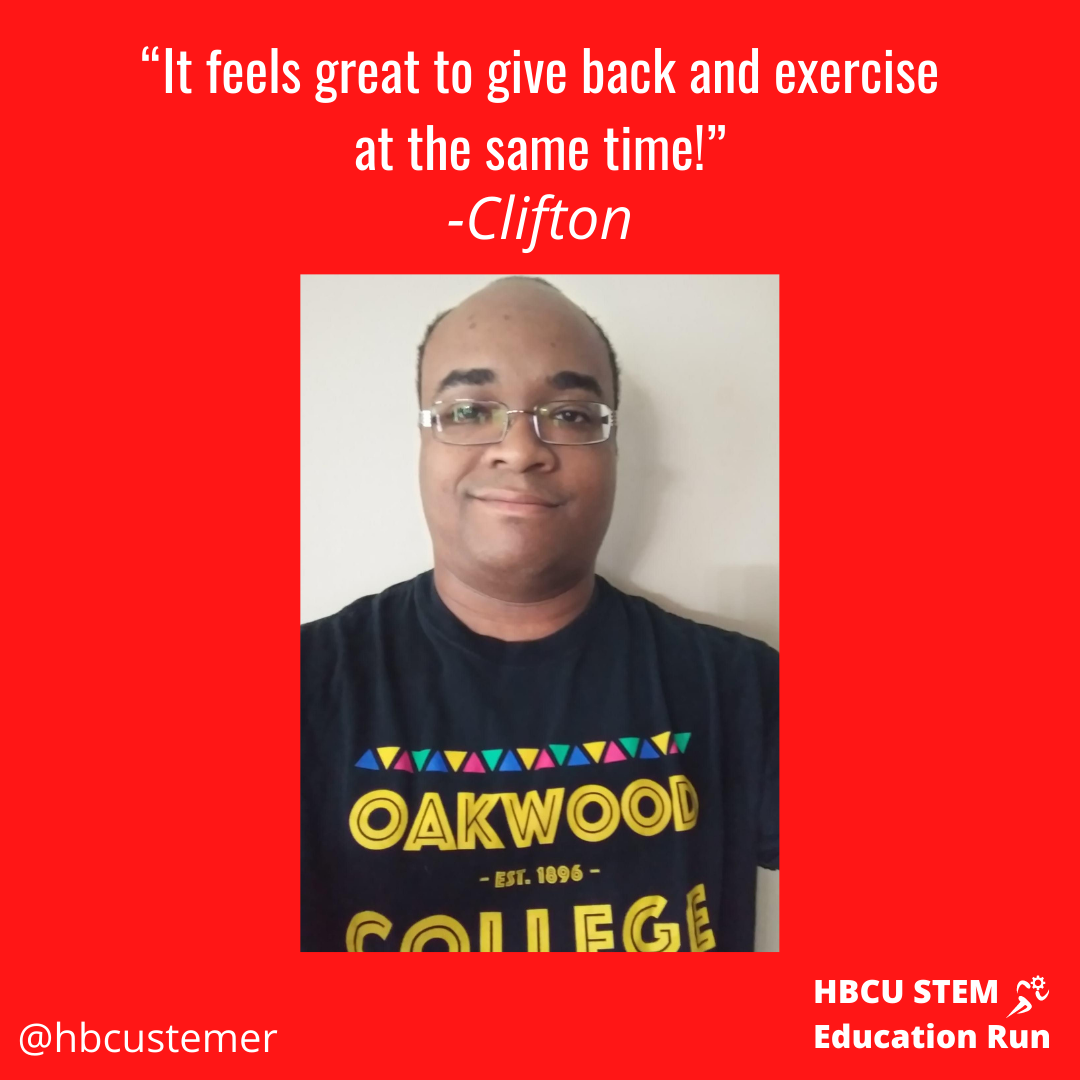 “It feels great to give back and exercise
at the same time!”
-Clifton
OAKWOOD
- EST. 1896 -
COLLEGE
@hbcustemer
HBCU STEM
Education Run